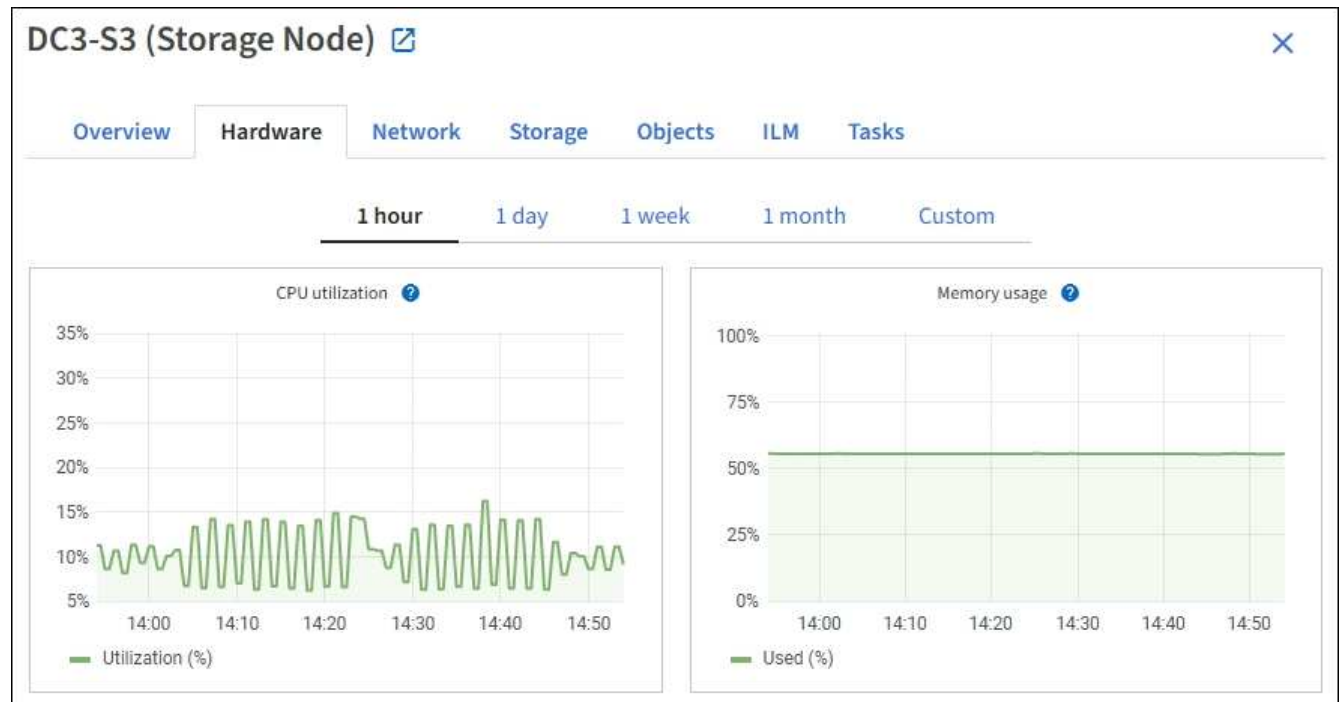 DC3-S3 (Storage Node)
Overview Hardware Network Storage Objects ILM Tasks
1 hour 1 day 1 week 1 month Custom
CPU utilization ?
35%
30%
25%
20%
15%
10%
5%
14:00 14:10 14:20 14:30 14:40 14:50
Utilization (%)
Memory usage ?
100%
75%
50%
25%
0%
14:00 14:10 14:20 14:30 14:40 14:50
Used (%)